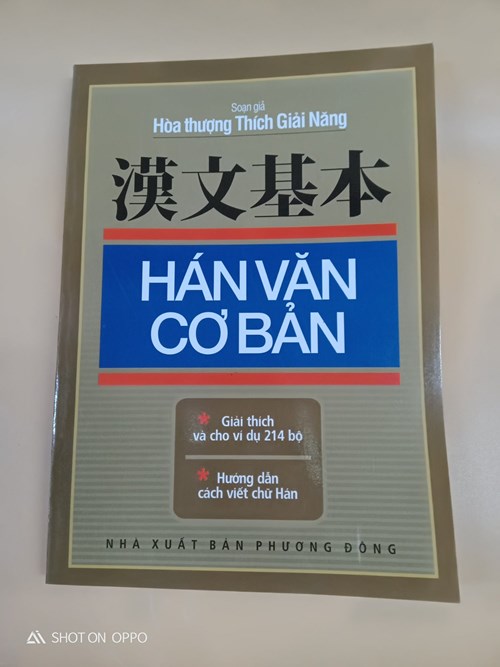 Soạn giả
Hòa thượng Thích Giải Năng
漢文基本
HÁN VĂN
CƠ BẢN
* Giải thích
và cho ví dụ 214 bộ
* Hướng dẫn
cách viết chữ Hán
NHÀ XUẤT BẢN PHƯƠNG ĐÔNG
SHOT ON OPPO